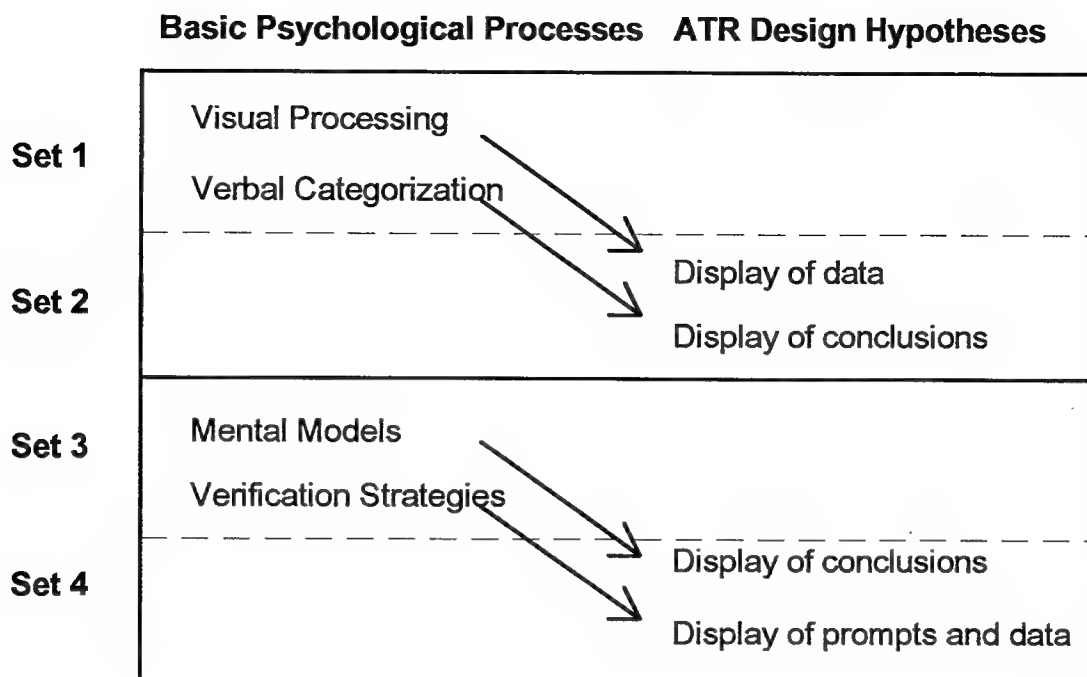 Basic Psychological Processes ATR Design Hypotheses
Set 1
Visual Processing
Verbal Categorization
Set 2
Display of data
Display of conclusions
Set 3
Mental Models
Verification Strategies
Set 4
Display of conclusions
Display of prompts and data